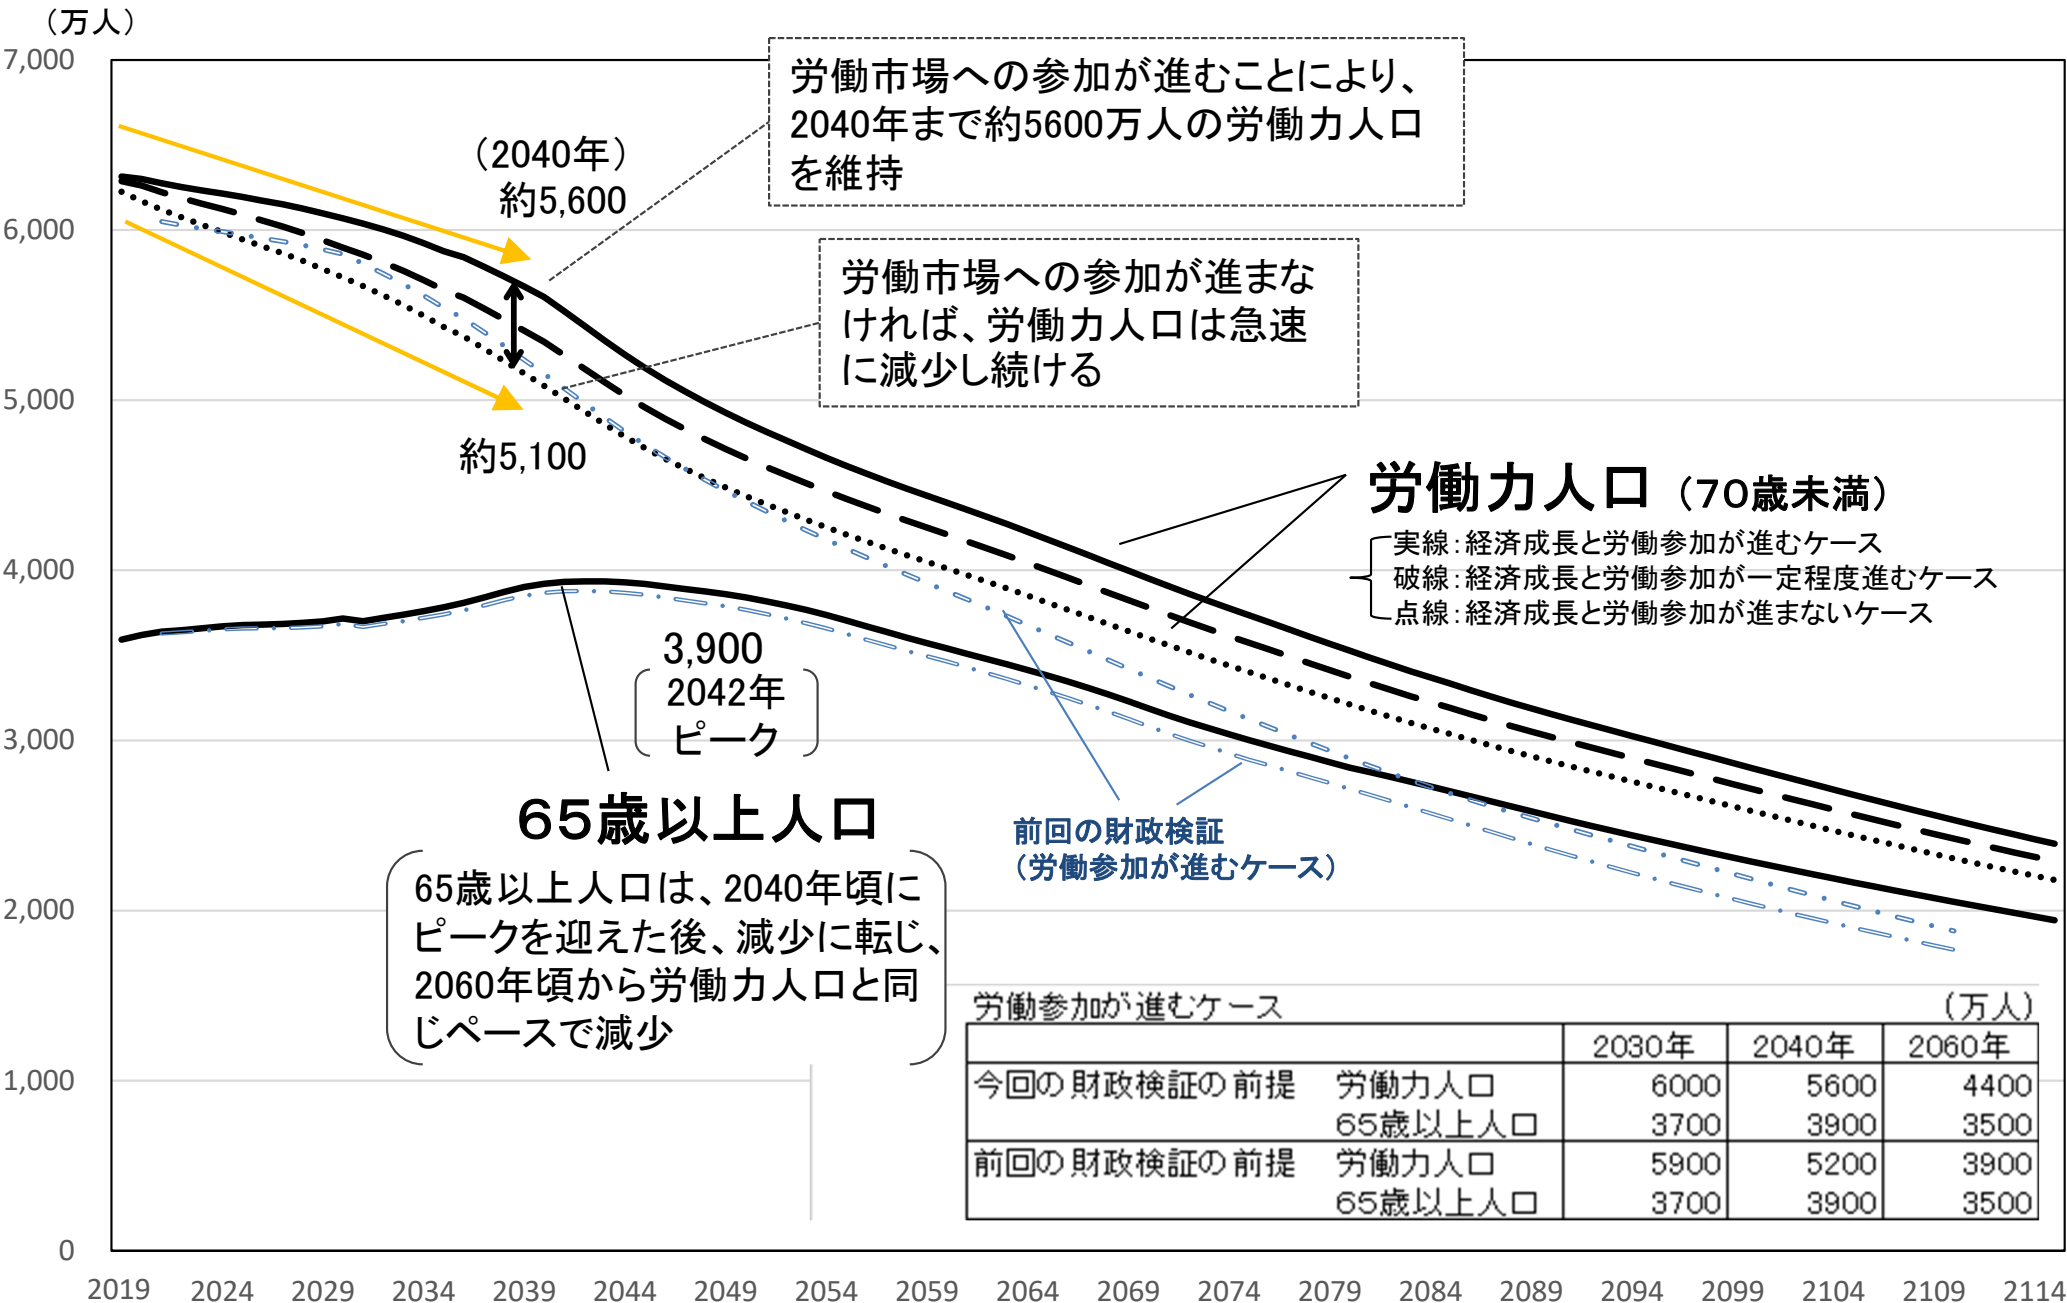 （万人）
7,000
6,000
5,000
4,000
3,000
2,000
1,000
0
労働市場への参加が進むことにより、
2040年まで約5600万人の労働力人口
を維持
（2040年）
約5,600
労働市場への参加が進まな
ければ、労働力人口は急速
に減少し続ける
約5,100
労働力人口（70歳未満）
実線：経済成長と労働参加が進むケース
破線：経済成長と労働参加が一定程度進むケース
点線：経済成長と労働参加が進まないケース
3,900
2042年
ピーク
65歳以上人口
65歳以上人口は、2040年頃に
ピークを迎えた後、減少に転じ、
2060年頃から労働力人口と同
じペースで減少
前回の財政検証
（労働参加が進むケース）
労働参加が進むケース （万人）
2030年 2040年 2060年
今回の財政検証の前提 労働力人口 6000 5600 4400
65歳以上人口 3700 3900 3500
前回の財政検証の前提 労働力人口 5900 5200 3900
65歳以上人口 3700 3900 3500
2019 2024 2029 2034 2039 2044 2049 2054 2059 2064 2069 2074 2079 2084 2089 2094 2099 2104 2109 2114